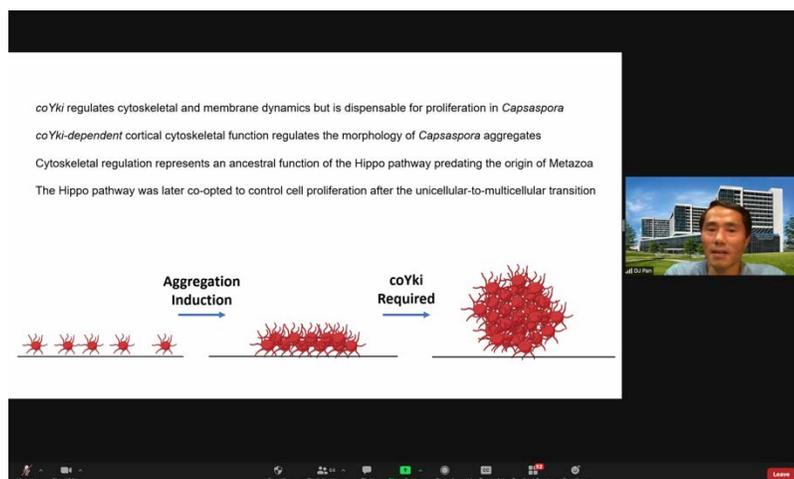 coYki regulates cytoskeletal and membrane dynamics but is dispensable for proliferation in Capsaspora
coYki-dependent cortical cytoskeletal function regulates the morphology of Capsaspora aggregates
Cytoskeletal regulation represents an ancestral function of the Hippo pathway predating the origin of Metazoa
The Hippo pathway was later co-opted to control cell proliferation after the unicellular-to-multicellular transition
DJ Pan
Aggregation
Induction
coYki
Required
64
CC
52
Leave